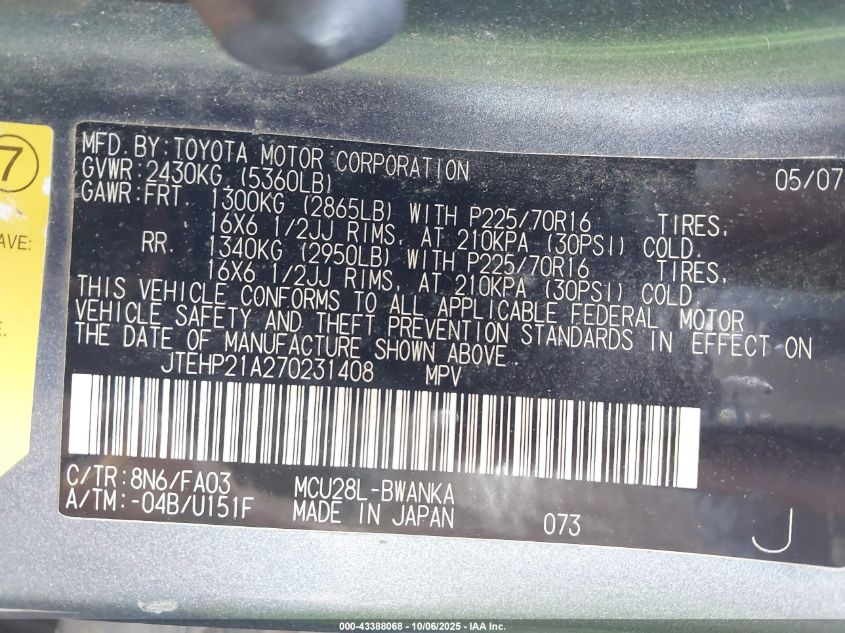 7
AVE:
E.
MFD. BY: TOYOTA MOTOR CORPORATION 05/07
GVWR: 2430KG (5360LB)
GAWR: FRT. 1300KG (2865LB) WITH P225/70R16 TIRES,
16X6 1/2JJ RIMS, AT 210KPA (30PSI) COLD.
RR. 1340KG (2950LB) WITH P225/70R16 TIRES,
16X6 1/2JJ RIMS, AT 210KPA (30PSI) COLD.
THIS VEHICLE CONFORMS TO ALL APPLICABLE FEDERAL MOTOR
VEHICLE SAFETY AND THEFT PREVENTION STANDARDS IN EFFECT ON
THE DATE OF MANUFACTURE SHOWN ABOVE.
JTEHP21A270231408 MPV
C/TR: 8N6/FA03 MCU28L-BWANKA
A/TM: -04B/U151F MADE IN JAPAN 073 J
000-43388068 - 10/06/2025 - IAA Inc.